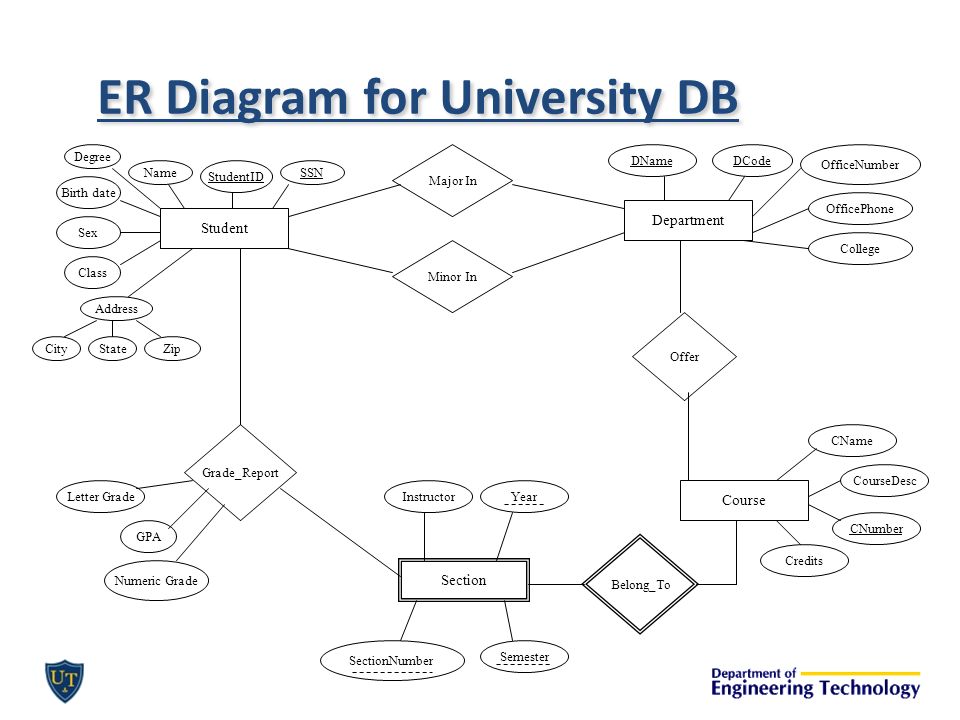 ER Diagram for University DB
Degree
Name
StudentID
SSN
Birth date
Sex
Class
Address
City
State
Zip
Student
Major In
Minor In
DName
DCode
OfficeNumber
OfficePhone
College
Department
Offer
Grade_Report
Letter Grade
GPA
Numeric Grade
Instructor
Year
Section
SectionNumber
Semester
Belong_To
Course
CName
CourseDesc
CNumber
Credits
UT
Department of
Engineering Technology